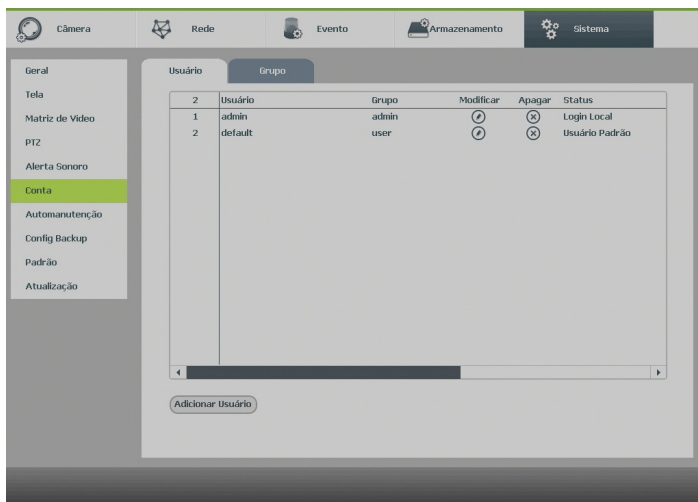 Câmera Rede Evento Armazenamento Sistema
Geral
Tela
Matriz de Vídeo
PTZ
Alerta Sonoro
Conta
Automanutenção
Config Backup
Padrão
Atualização
Usuário Grupo
2 Usuário Grupo Modificar Apagar Status
1 admin admin Login Local
2 default user Usuário Padrão
Adicionar Usuário